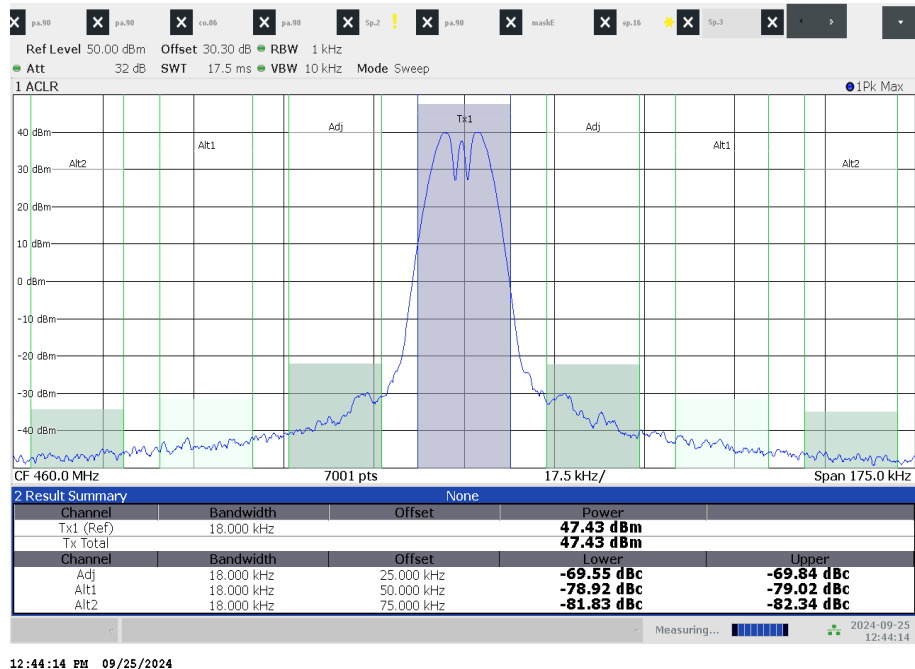 pa.90 pa.90 co.06 pa.90 Sp.2 pa.90 maskE sp.16 Sp.3
Ref Level 50.00 dBm Offset 30.30 dB RBW 1 kHz
Att 32 dB SWT 17.5 ms VBW 10 kHz Mode Sweep
1 ACLR 1Pk Max
Tx1
Adj Adj
40 dBm
Alt1 Alt1
Alt2 Alt2
30 dBm
20 dBm
10 dBm
0 dBm
-10 dBm
-20 dBm
-30 dBm
-40 dBm
CF 460.0 MHz 7001 pts 17.5 kHz/ Span 175.0 kHz
2 Result Summary None
Channel Bandwidth Offset Power
Tx1 (Ref) 18.000 kHz 47.43 dBm
Tx Total 47.43 dBm
Channel Bandwidth Offset Lower Upper
Adj 18.000 kHz 25.000 kHz -69.55 dBc -69.84 dBc
Alt1 18.000 kHz 50.000 kHz -78.92 dBc -79.02 dBc
Alt2 18.000 kHz 75.000 kHz -81.83 dBc -82.34 dBc
Measuring... 2024-09-25
12:44:14
12:44:14 PM 09/25/2024